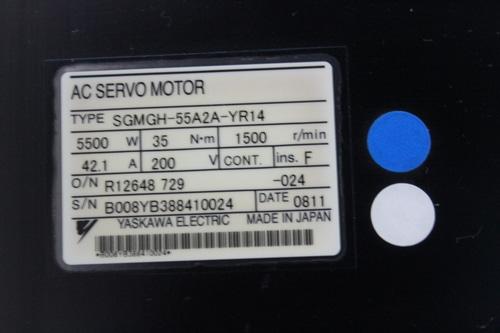 AC SERVO MOTOR
TYPE SGMGH-55A2A-YR14
5500 W 35 N·m 1500 r/min
42.1 A 200 V CONT. ins. F
O/N R12648 729 -024
S/N B008YB388410024 DATE 0811
YASKAWA ELECTRIC MADE IN JAPAN
*B008YB388410024*